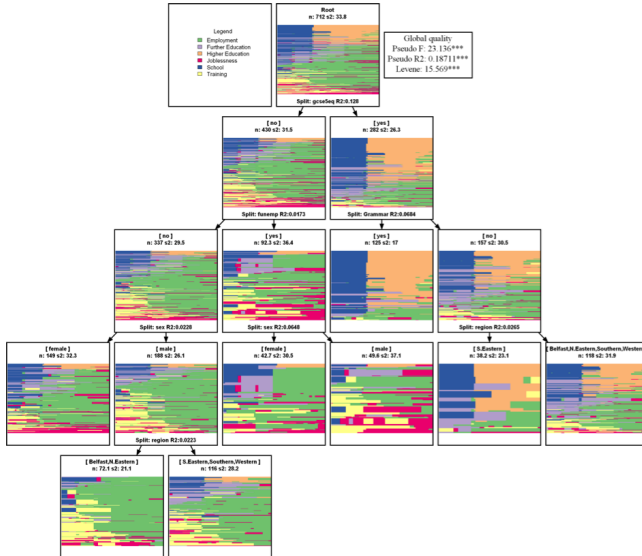 Legend
Employment
Further Education
Higher Education
Joblessness
School
Training
Root
n: 712 s2: 33.8
Split: gcse5eq R2:0.128
Global quality
Pseudo F: 23.136***
Pseudo R2: 0.18711***
Levene: 15.569***
[ no ]
n: 430 s2: 31.5
Split: funemp R2:0.0173
[ yes ]
n: 282 s2: 26.3
Split: Grammar R2:0.0684
[ no ]
n: 337 s2: 29.5
Split: sex R2:0.0220
[ yes ]
n: 92.3 s2: 36.4
Split: sex R2:0.0648
[ yes ]
n: 125 s2: 17
[ no ]
n: 157 s2: 30.5
Split: region R2:0.0265
[ female ]
n: 149 s2: 32.3
[ male ]
n: 188 s2: 26.1
Split: region R2:0.0223
[ female ]
n: 42.7 s2: 30.5
[ male ]
n: 49.6 s2: 37.1
[ S.Eastern ]
n: 38.2 s2: 23.1
[ Belfast,N.Eastern,Southern,Western ]
n: 118 s2: 31.9
[ Belfast,N.Eastern ]
n: 72.1 s2: 21.1
[ S.Eastern,Southern,Western ]
n: 116 s2: 28.2